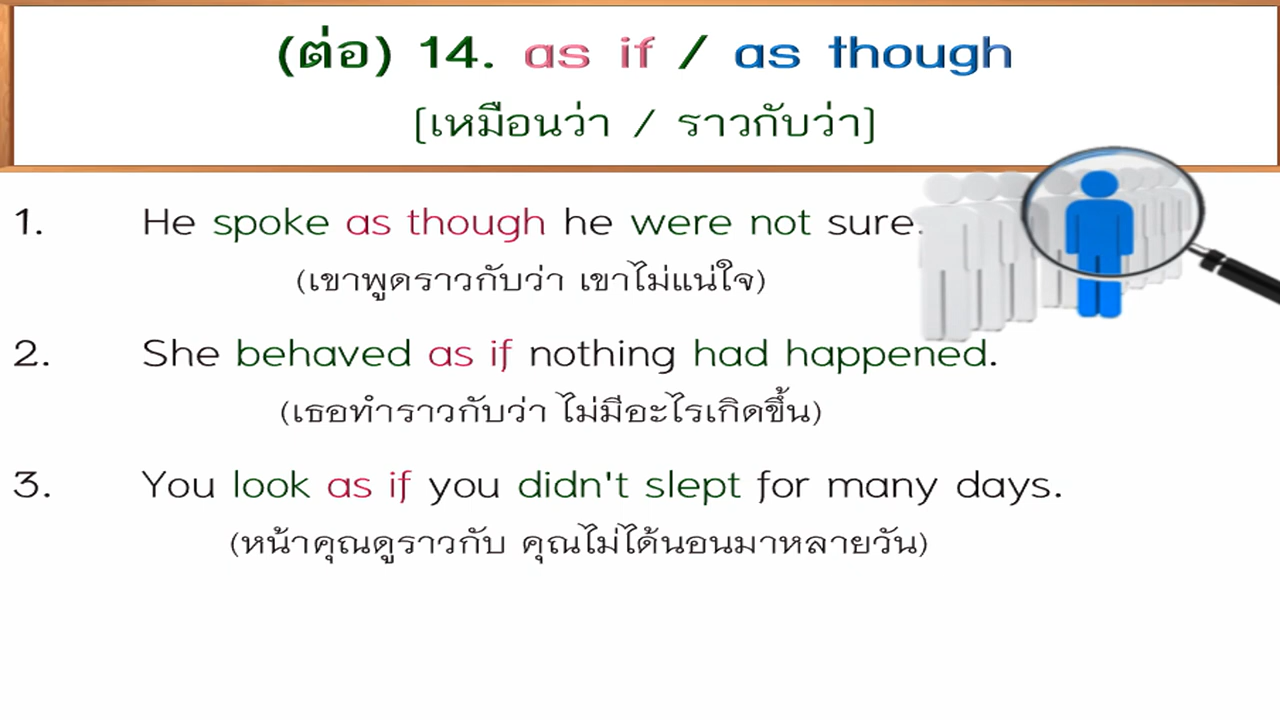 (ต่อ) 14. as if / as though
[เหมือนว่า / ราวกับว่า]
1. He spoke as though he were not sure.
(เขาพูดราวกับว่า เขาไม่แน่ใจ)
2. She behaved as if nothing had happened.
(เธอทำราวกับว่า ไม่มีอะไรเกิดขึ้น)
3. You look as if you didn't slept for many days.
(หน้าคุณดูราวกับ คุณไม่ได้นอนมาหลายวัน)